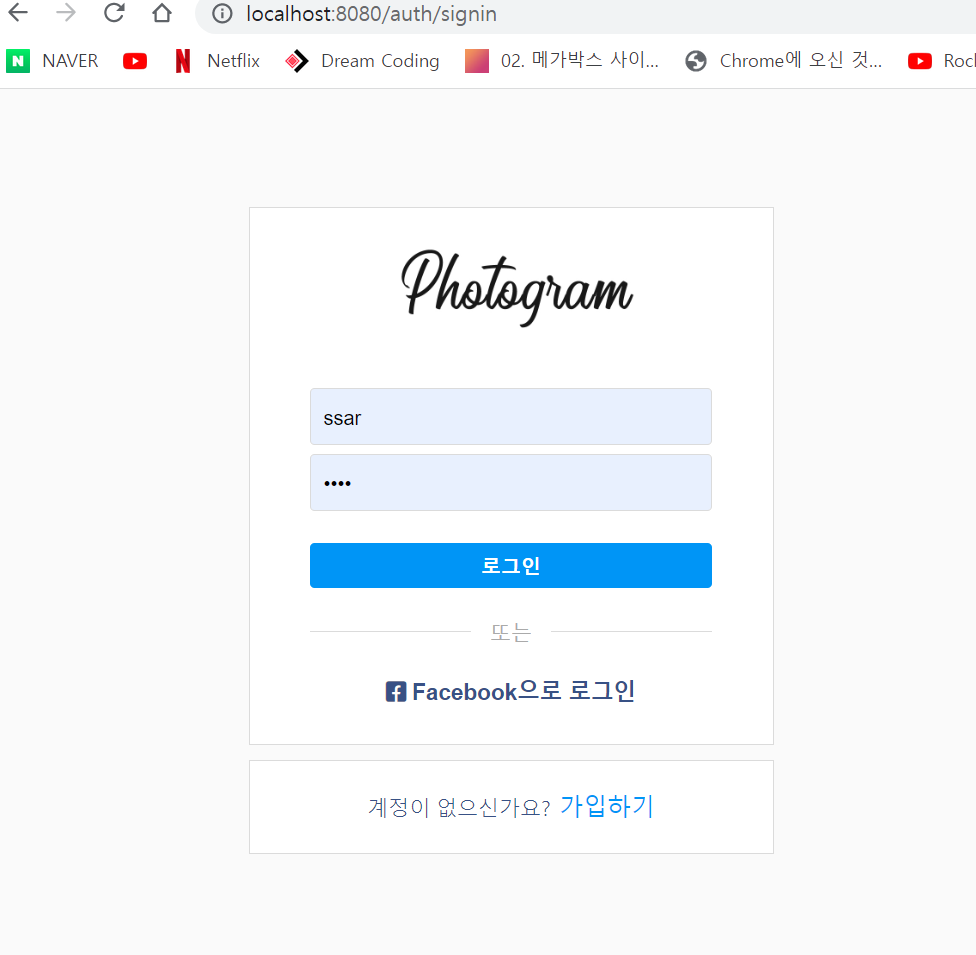 localhost:8080/auth/signin
NAVER Netflix Dream Coding 02. 메가박스 사이... Chrome에 오신 것...
Photogram
ssar
••••
로그인
또는
Facebook으로 로그인
계정이 없으신가요? 가입하기